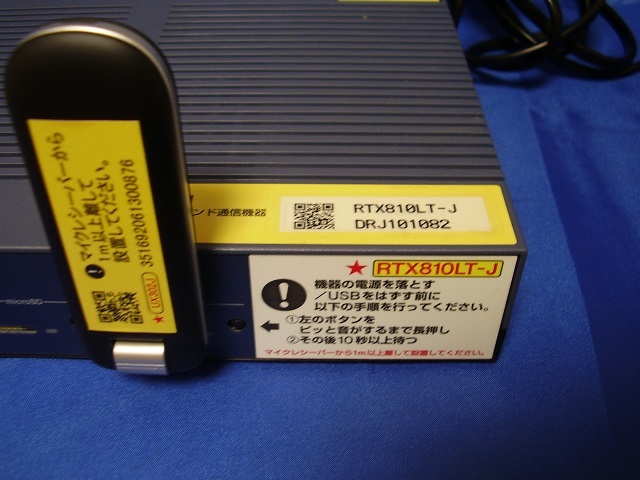 マイクレシーバーから
1m以上離して
設置してください。
351692061300876
★UX302J
ンド通信機器
RTX810LT-J
DRJ101082
microSD
★RTX810LT-J
機器の電源を落とす
/USBをはずす前に
以下の手順を行ってください。
①左のボタンを
ピッと音がするまで長押し
②その後10秒以上待つ
マイクレシーバーから1m以上離して設置してください。